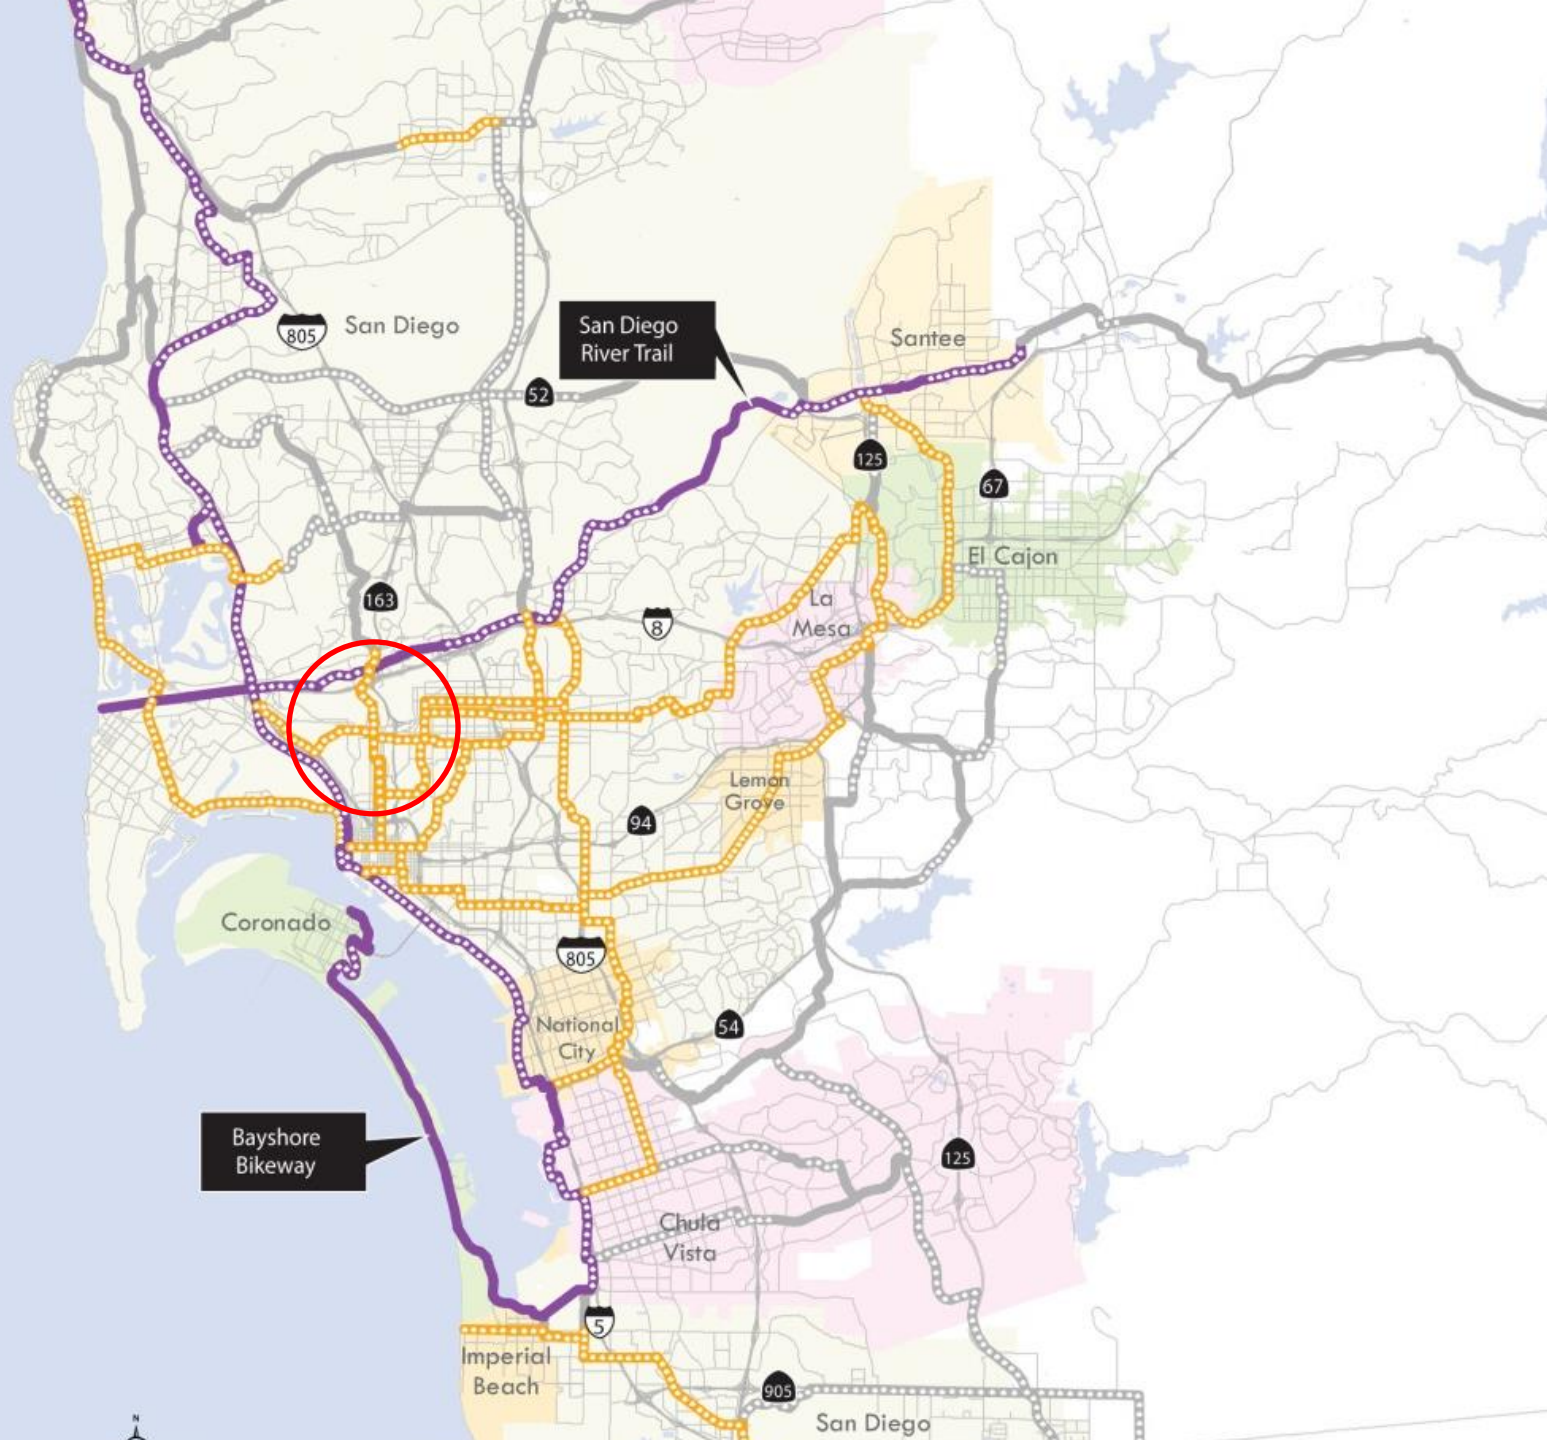 805
San Diego
San Diego
River Trail
Santee
52
125
67
El Cajon
163
8
La
Mesa
Lemon
Grove
94
Coronado
805
National
City
54
Bayshore
Bikeway
125
Chula
Vista
5
Imperial
Beach
905
San Diego
N